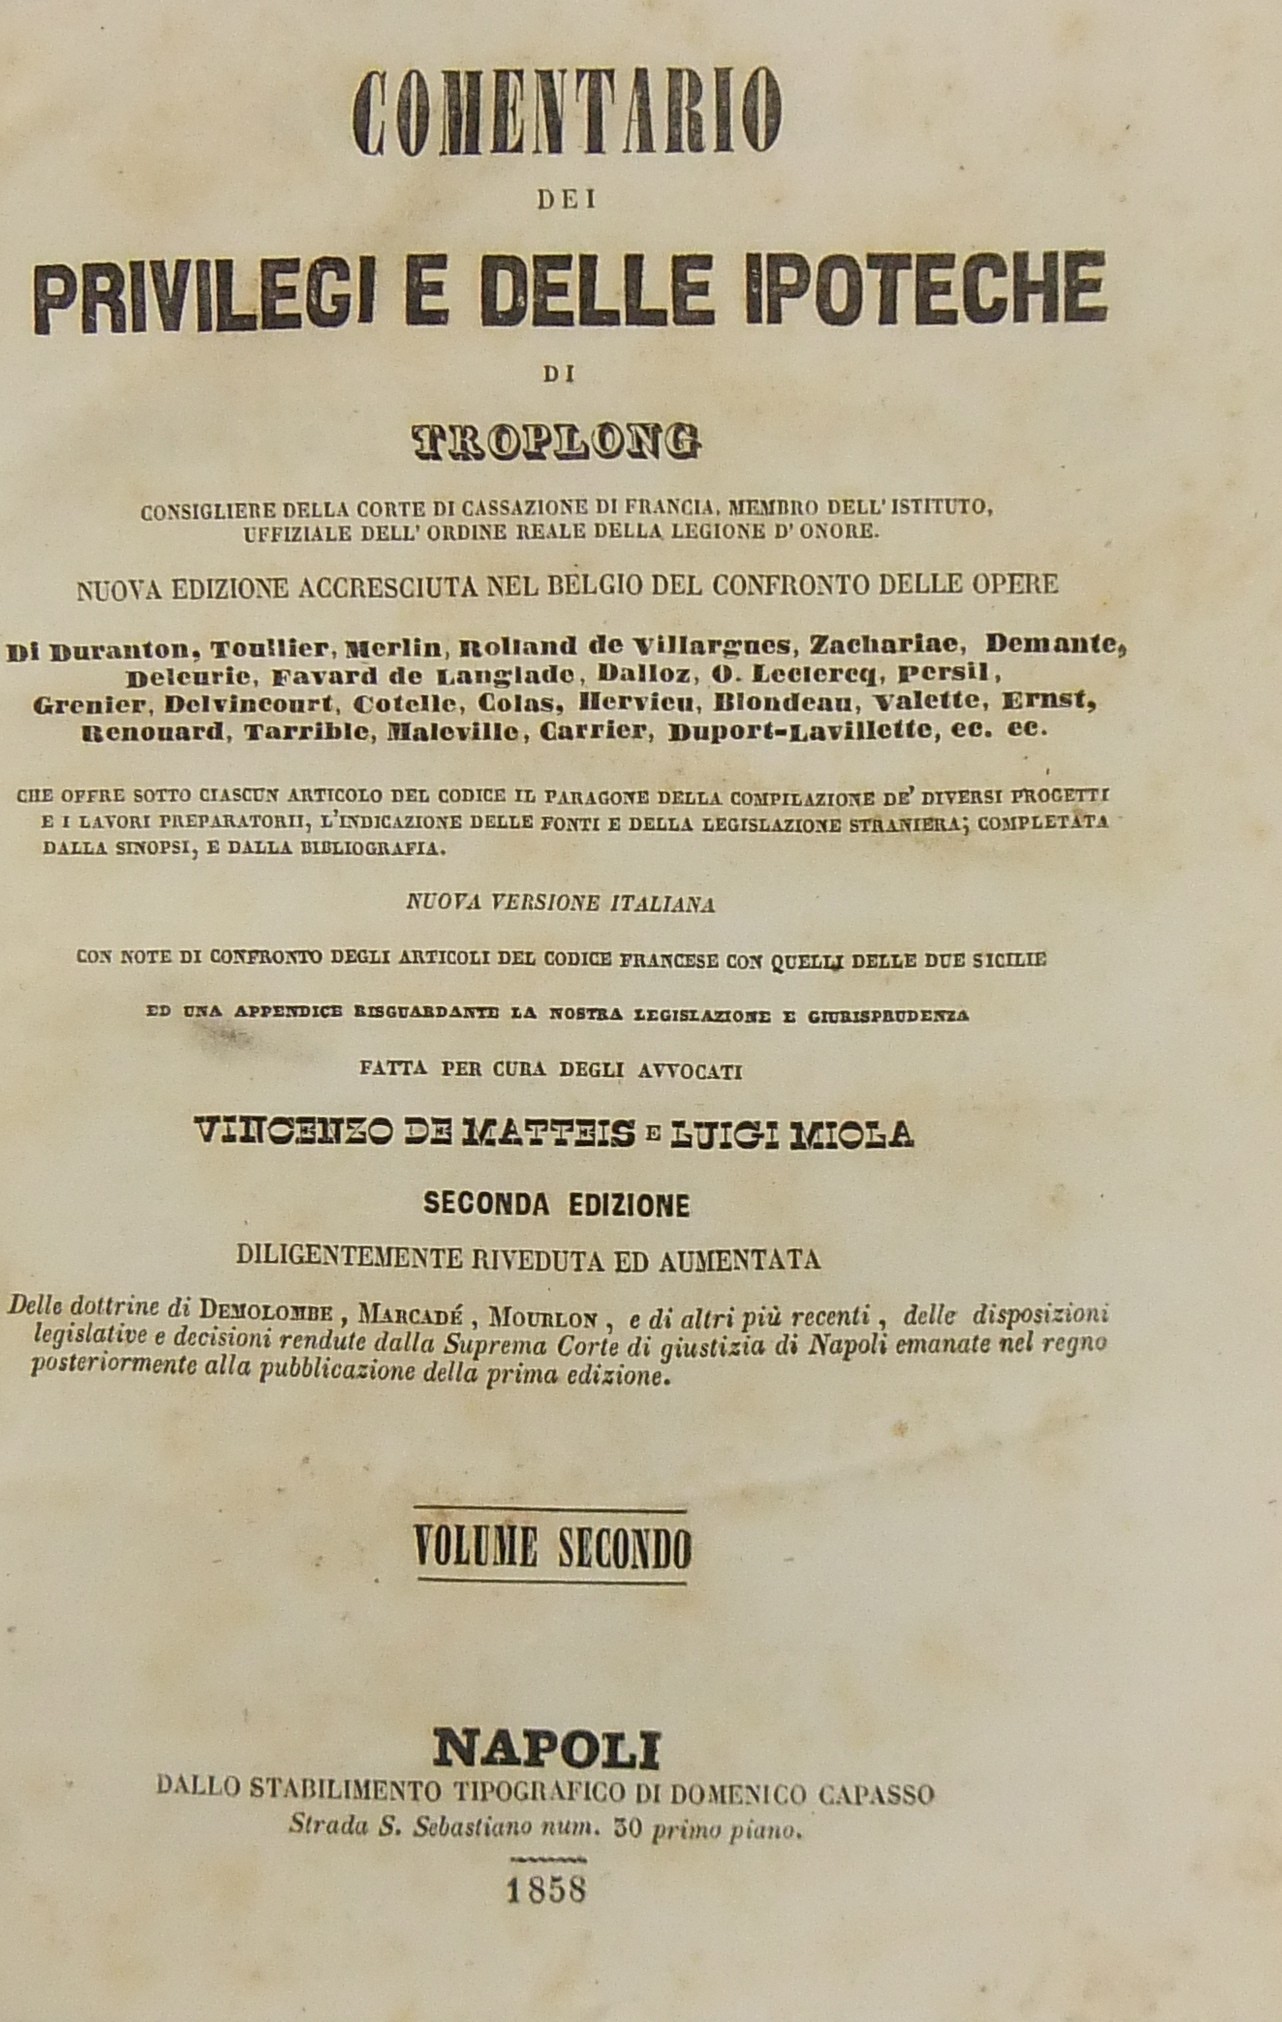 COMENTARIO
DEI
PRIVILEGI E DELLE IPOTECHE
DI
TROPLONG
CONSIGLIERE DELLA CORTE DI CASSAZIONE DI FRANCIA, MEMBRO DELL' ISTITUTO,
UFFIZIALE DELL' ORDINE REALE DELLA LEGIONE D' ONORE.
NUOVA EDIZIONE ACCRESCIUTA NEL BELGIO DEL CONFRONTO DELLE OPERE
Di Duranton, Toullier, Merlin, Rolland de Villargues, Zachariae, Demante,
Deleurie, Favard de Langlade, Dalloz, O. Leclercq, Persil,
Grenier, Delvincourt, Cotelle, Colas, Hervieu, Blondeau, Valette, Ernst,
Renouard, Tarrible, Maleville, Carrier, Duport-Lavillette, ec. ec.
CHE OFFRE SOTTO CIASCUN ARTICOLO DEL CODICE IL PARAGONE DELLA COMPILAZIONE DE' DIVERSI PROGETTI
E I LAVORI PREPARATORII, L'INDICAZIONE DELLE FONTI E DELLA LEGISLAZIONE STRANIERA; COMPLETATA
DALLA SINOPSI, E DALLA BIBLIOGRAFIA.
NUOVA VERSIONE ITALIANA
CON NOTE DI CONFRONTO DEGLI ARTICOLI DEL CODICE FRANCESE CON QUELLI DELLE DUE SICILIE
ED UNA APPENDICE RISGUARDANTE LA NOSTRA LEGISLAZIONE E GIURISPRUDENZA
FATTA PER CURA DEGLI AVVOCATI
VINCENZO DE MATTEIS E LUIGI MIOLA
SECONDA EDIZIONE
DILIGENTEMENTE RIVEDUTA ED AUMENTATA
Delle dottrine di DEMOLOMBE, MARCADÉ, MOURLON, e di altri più recenti, delle disposizioni
legislative e decisioni rendute dalla Suprema Corte di giustizia di Napoli emanate nel regno
posteriormente alla pubblicazione della prima edizione.
VOLUME SECONDO
NAPOLI
DALLO STABILIMENTO TIPOGRAFICO DI DOMENICO CAPASSO
Strada S. Sebastiano num. 30 primo piano.
1858